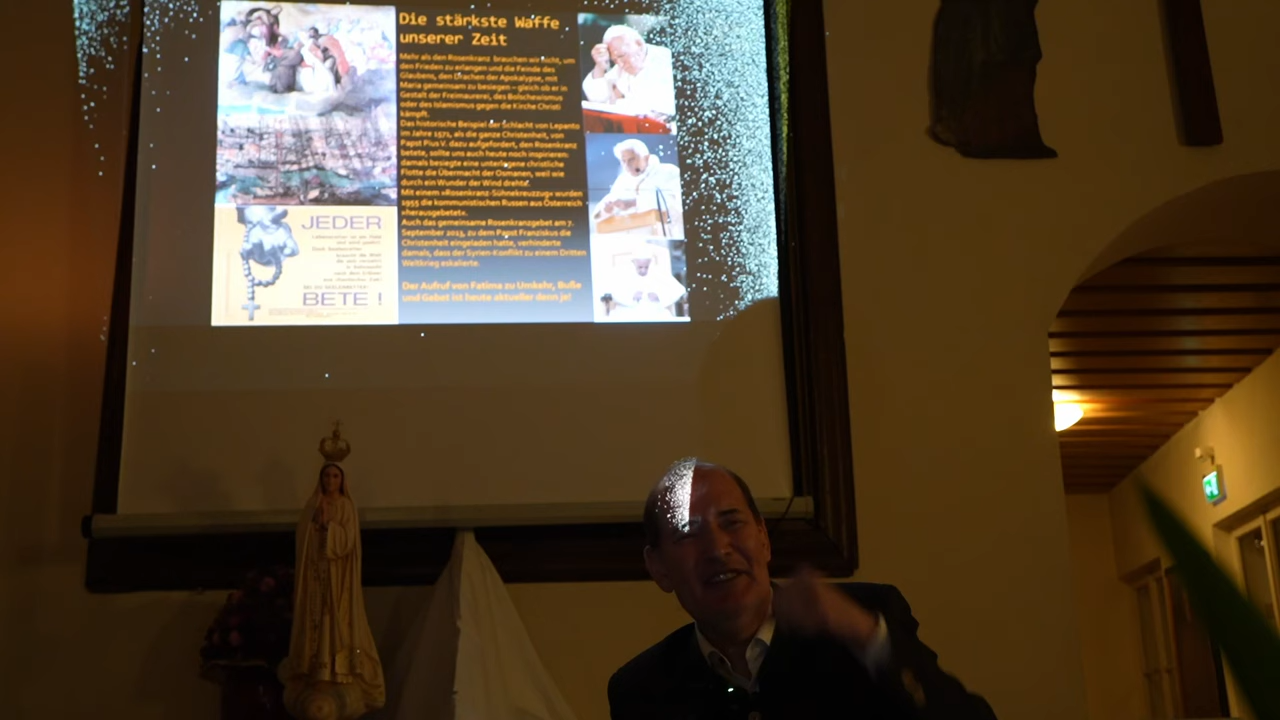 Die stärkste Waffe
unserer Zeit
Mehr als den Rosenkranz brauchen wir nicht, um
den Frieden zu erlangen und die Feinde des
Glaubens, den Drachen der Apokalypse, mit
Maria gemeinsam zu besiegen – gleich ob er in
Gestalt der Freimaurerei, des Bolschewismus
oder des Islamismus gegen die Kirche Christi
kämpft.
Das historische Beispiel der Schlacht von Lepanto
im Jahre 1571, als die ganze Christenheit, von
Papst Pius V. dazu aufgefordert, den Rosenkranz
betete, sollte uns auch heute noch inspirieren:
damals besiegte eine unterlegene christliche
Flotte die Übermacht der Osmanen, weil wie
durch ein Wunder der Wind drehte.
Mit einem »Rosenkranz-Sühnekreuzzug« wurden
1955 die kommunistischen Russen aus Österreich
»herausgebetet«.
Auch das gemeinsame Rosenkranzgebet am 7.
September 2013, zu dem Papst Franziskus die
Christenheit eingeladen hatte, verhinderte
damals, dass der Syrien-Konflikt zu einem Dritten
Weltkrieg eskalierte.
Der Aufruf von Fatima zu Umkehr, Buße
und Gebet ist heute aktueller denn je!
JEDER
BETE !